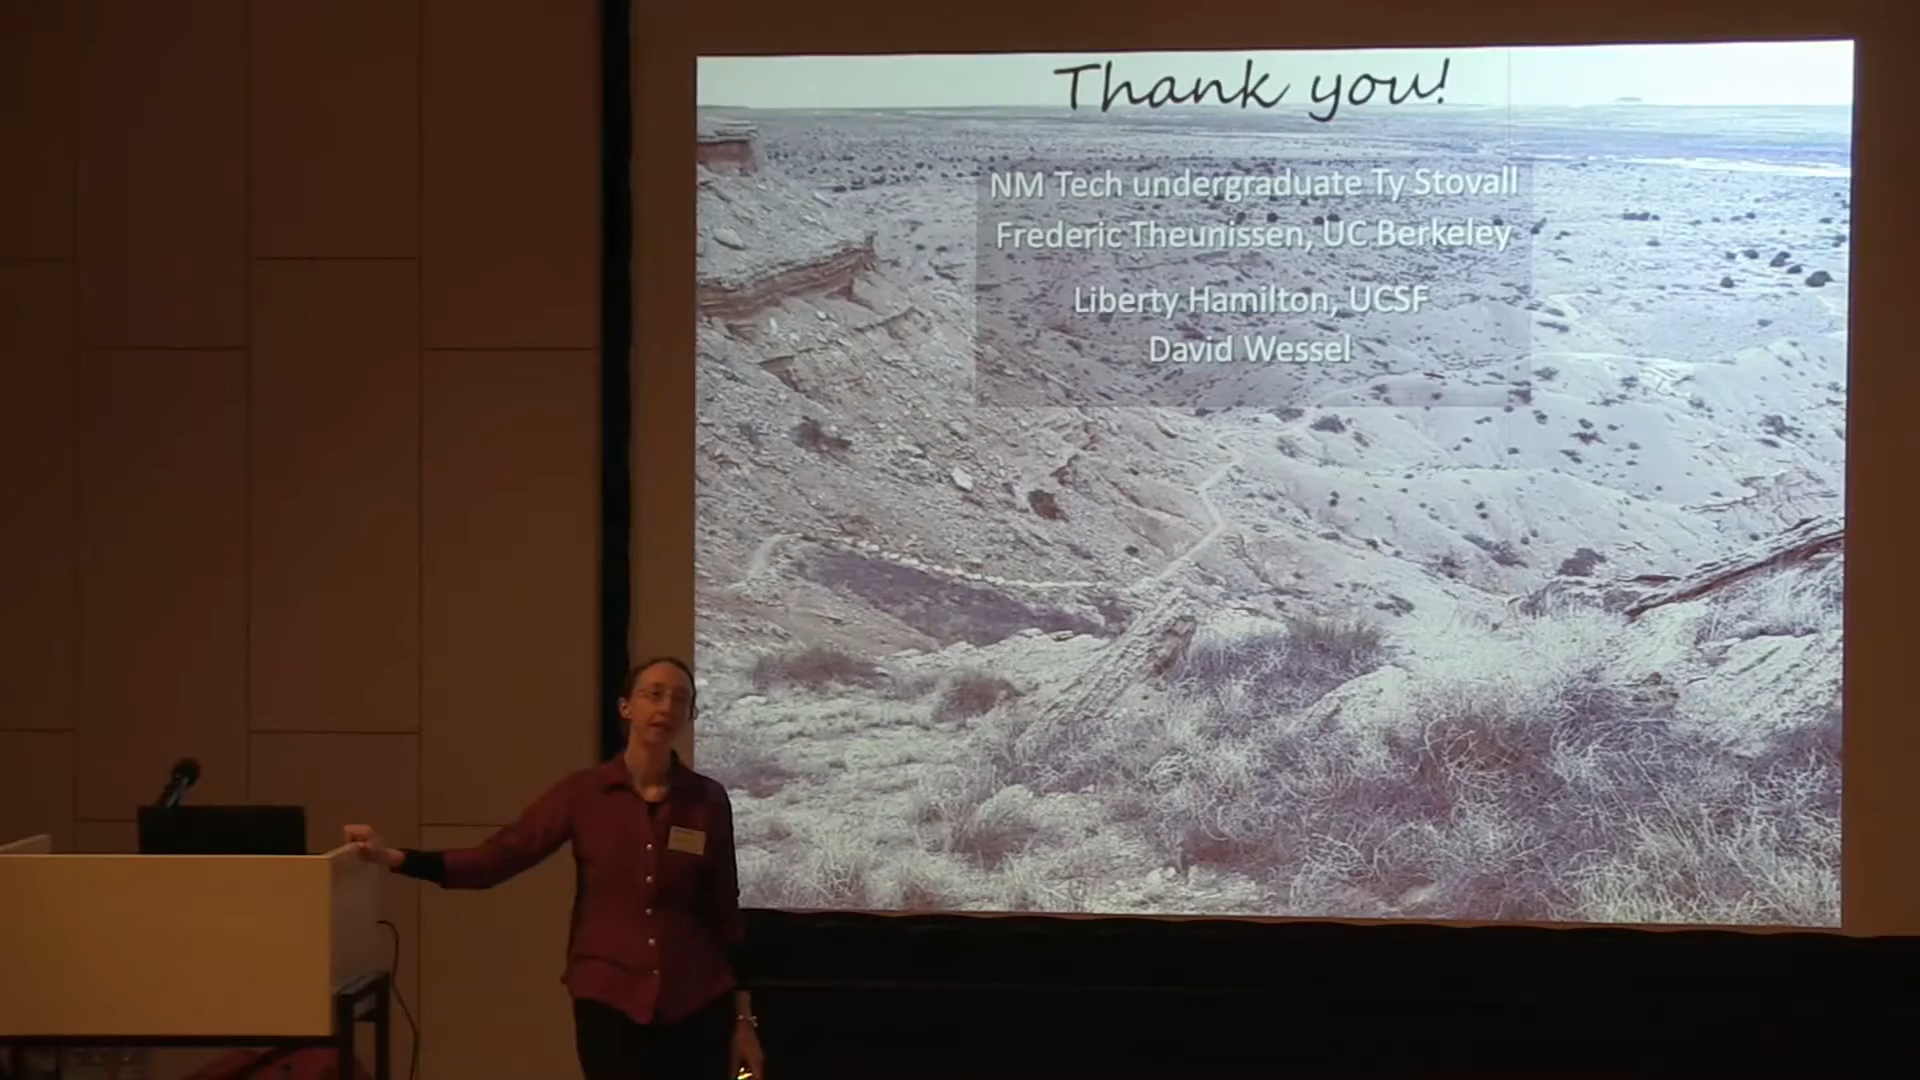 Thank you!
NM Tech undergraduate Ty Stovall
Frederic Theunissen, UC Berkeley
Liberty Hamilton, UCSF
David Wessel